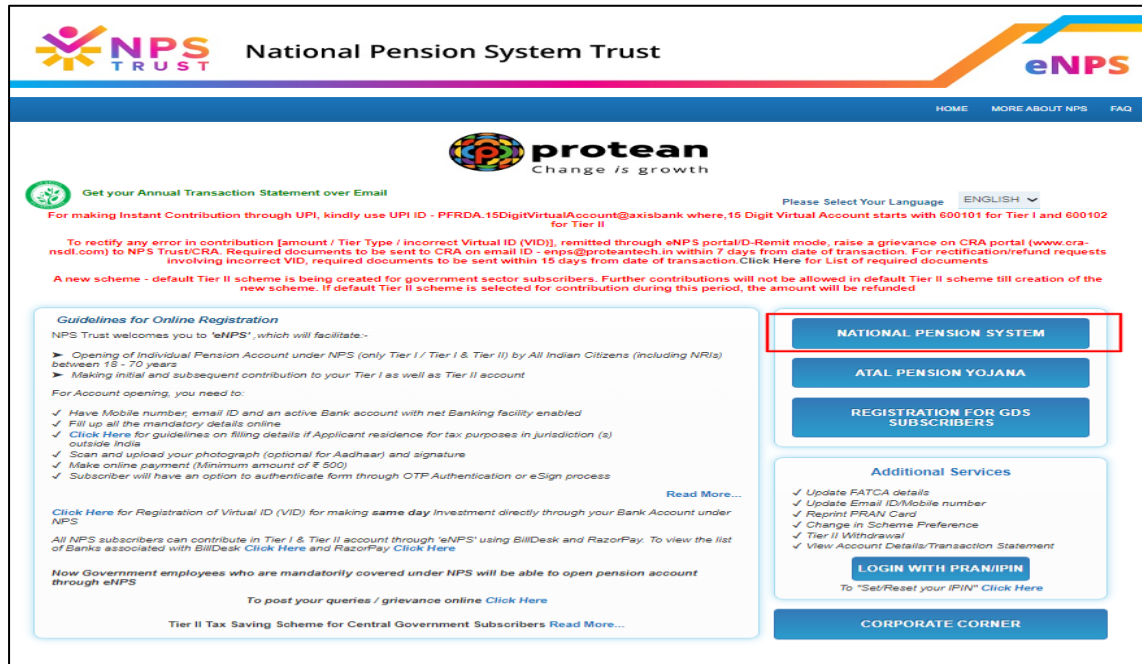 NPS
TRUST
National Pension System Trust
eNPS
HOME MORE ABOUT NPS FAQ
protean
Change is growth
Get your Annual Transaction Statement over Email
Please Select Your Language ENGLISH
For making Instant Contribution through UPI, kindly use UPI ID - PFRDA.15DigitVirtualAccount@axisbank where,15 Digit Virtual Account starts with 600101 for Tier I and 600102
for Tier II
To rectify any error in contribution [amount / Tier Type / incorrect Virtual ID (VID)], remitted through eNPS portal/D-
Remit mode, raise a grievance on CRA portal (www.cra-
nsdl.com) to NPS Trust/CRA. Required documents to be sent to CRA on email ID - enps@proteantech.in within 7 days from date of transaction. For rectification/refund requests
involving incorrect VID, required documents to be sent within 15 days from date of transaction.Click Here for List of required documents
A new scheme - default Tier II scheme is being created for government sector subscribers. Further contributions will not be allowed in default Tier II scheme till creation of the
new scheme. If default Tier II scheme is selected for contribution during this period, the amount will be refunded
Guidelines for Online Registration
NPS Trust welcomes you to 'eNPS' ,which will facilitate:-
➤ Opening of Individual Pension Account under NPS (only Tier I / Tier I & Tier II) by All Indian Citizens (including NRIs)
between 18 - 70 years
➤ Making initial and subsequent contribution to your Tier I as well as Tier II account
For Account opening, you need to:
✓ Have Mobile number, email ID and an active Bank account with net Banking facility enabled
✓ Fill up all the mandatory details online
✓ Click Here for guidelines on filling details if Applicant residence for tax purposes in jurisdiction (s)
outside India
✓ Scan and upload your photograph (optional for Aadhaar) and signature
✓ Make online payment (Minimum amount of ₹ 500)
✓ Subscriber will have an option to authenticate form through OTP Authentication or eSign process
Read More...
Click Here for Registration of Virtual ID (VID) for making same day Investment directly through your Bank Account under
NPS
All NPS subscribers can contribute in Tier I & Tier II account through 'eNPS' using BillDesk and RazorPay. To view the list
of Banks associated with BillDesk Click Here and RazorPay Click Here
Now Government employees who are mandatorily covered under NPS will be able to open pension account
through eNPS
To post your queries / grievance online Click Here
Tier II Tax Saving Scheme for Central Government Subscribers Read More...
NATIONAL PENSION SYSTEM
ATAL PENSION YOJANA
REGISTRATION FOR GDS
SUBSCRIBERS
Additional Services
✓ Update FATCA details
✓ Update Email ID/Mobile number
✓ Reprint PRAN Card
✓ Change in Scheme Preference
✓ Tier II Withdrawal
✓ View Account Details/Transaction Statement
LOGIN WITH PRAN/IPIN
To "Set/Reset your IPIN" Click Here
CORPORATE CORNER